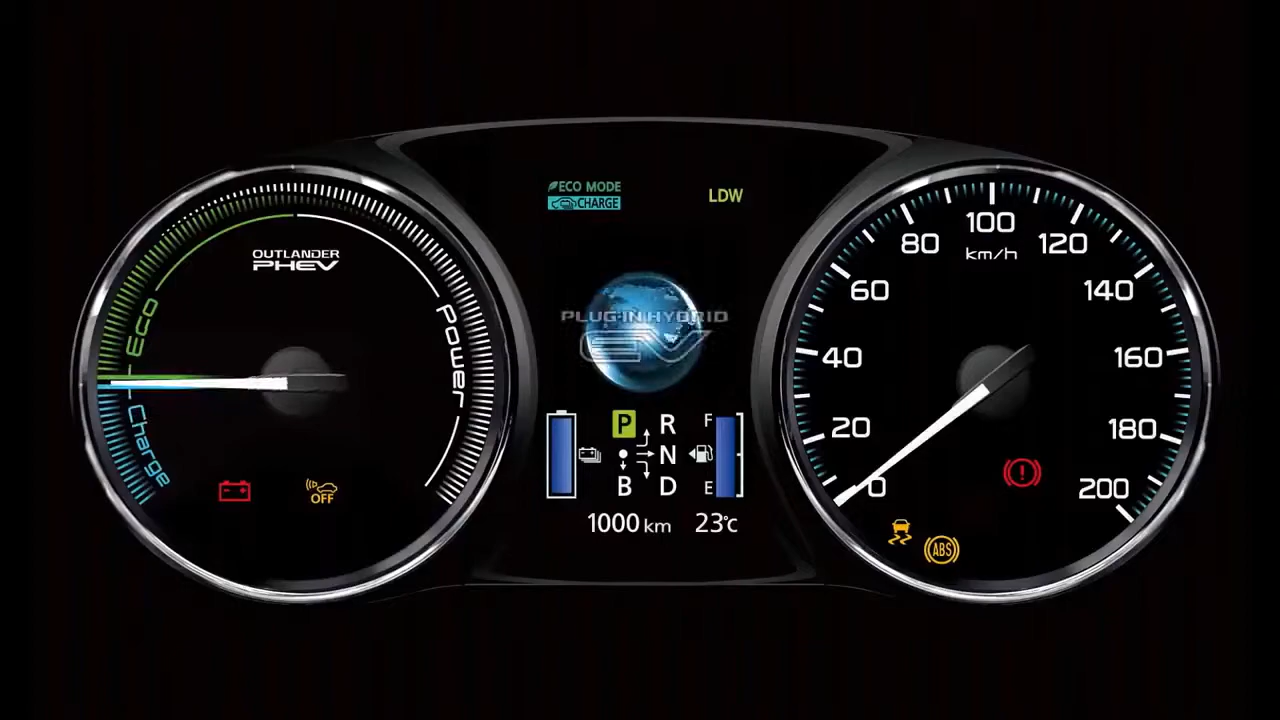 OUTLANDER
PHEV
Eco
Charge
Power
OFF
ECO MODE
CHARGE
LDW
PLUG-IN HYBRID
EV
P R
N
B D
F
E
1000 km 23°C
0
20
40
60
80
100
120
140
160
180
200
km/h
ABS